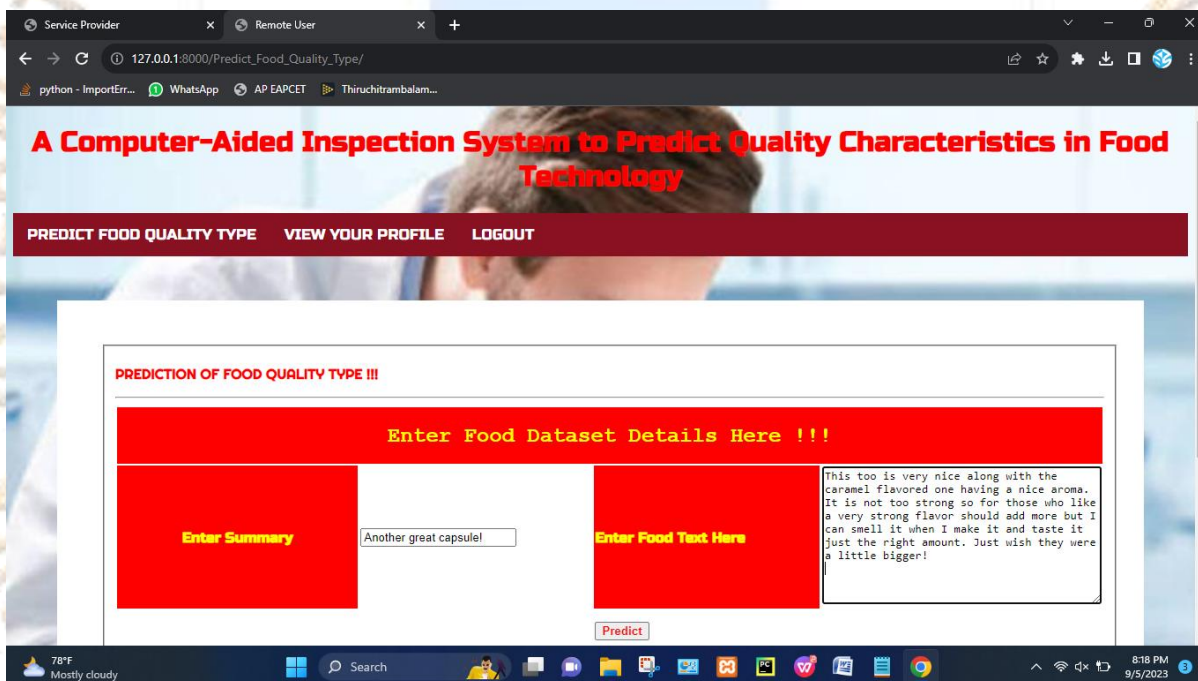 Service Provider
Remote User
127.0.0.1:8000/Predict_Food_Quality_Type/
python - ImportErr...
WhatsApp
AP EAPCET
Thiruchitrambalam...
A Computer-Aided Inspection System to Predict Quality Characteristics in Food
Technology
PREDICT FOOD QUALITY TYPE
VIEW YOUR PROFILE
LOGOUT
PREDICTION OF FOOD QUALITY TYPE !!!
Enter Food Dataset Details Here !!!
Enter Summary
Another great capsule!
Enter Food Text Here
This too is very nice along with the
caramel flavored one having a nice aroma.
It is not too strong so for those who like
a very strong flavor should add more but I
can smell it when I make it and taste it
just the right amount. Just wish they were
a little bigger!
Predict
78°F
Mostly cloudy
Search
8:18 PM
9/5/2023
3